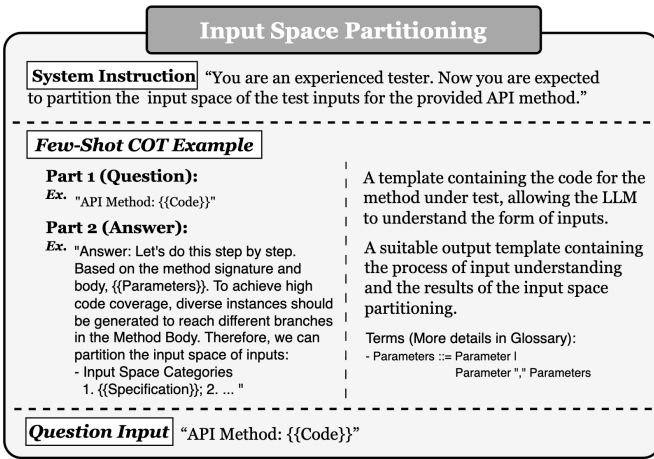 Input Space Partitioning
System Instruction “You are an experienced tester. Now you are expected
to partition the input space of the test inputs for the provided API method.”
Few-Shot COT Example
Part 1 (Question):
Ex. "API Method: {{Code}}"
Part 2 (Answer):
Ex. "Answer: Let's do this step by step.
Based on the method signature and
body, {{Parameters}}. To achieve high
code coverage, diverse instances should
be generated to reach different branches
in the Method Body. Therefore, we can
partition the input space of inputs:
- Input Space Categories
1. {{Specification}}; 2. ... "
A template containing the code for the
method under test, allowing the LLM
to understand the form of inputs.
A suitable output template containing
the process of input understanding
and the results of the input space
partitioning.
Terms (More details in Glossary):
- Parameters ::= Parameter |
Parameter "," Parameters
Question Input “API Method: {{Code}}”